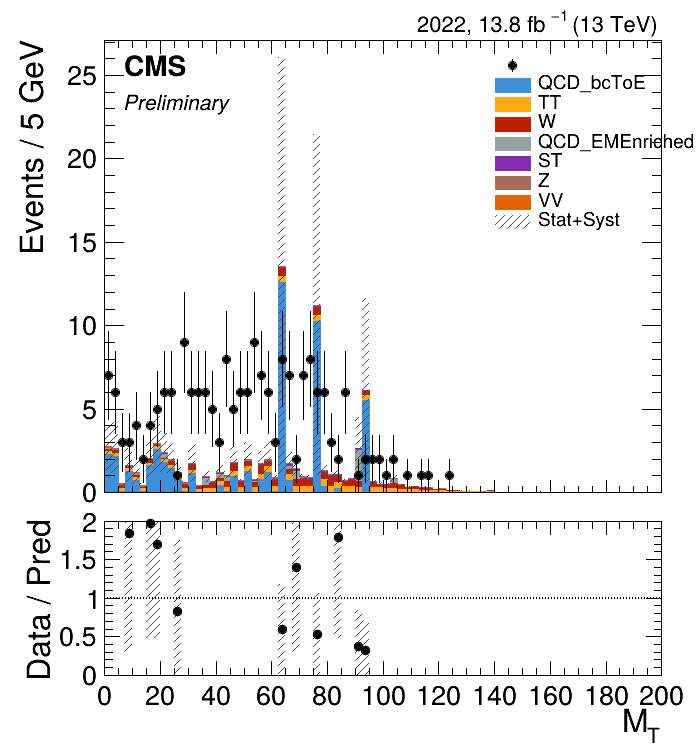 2022, 13.8 fb⁻¹ (13 TeV)
CMS
Preliminary
QCD_bcToE
TT
W
QCD_EMEnriched
ST
Z
VV
Stat+Syst
Events / 5 GeV
25
20
15
10
5
0
Data / Pred
2
1.5
1
0.5
0
0 20 40 60 80 100 120 140 160 180 200
M_T